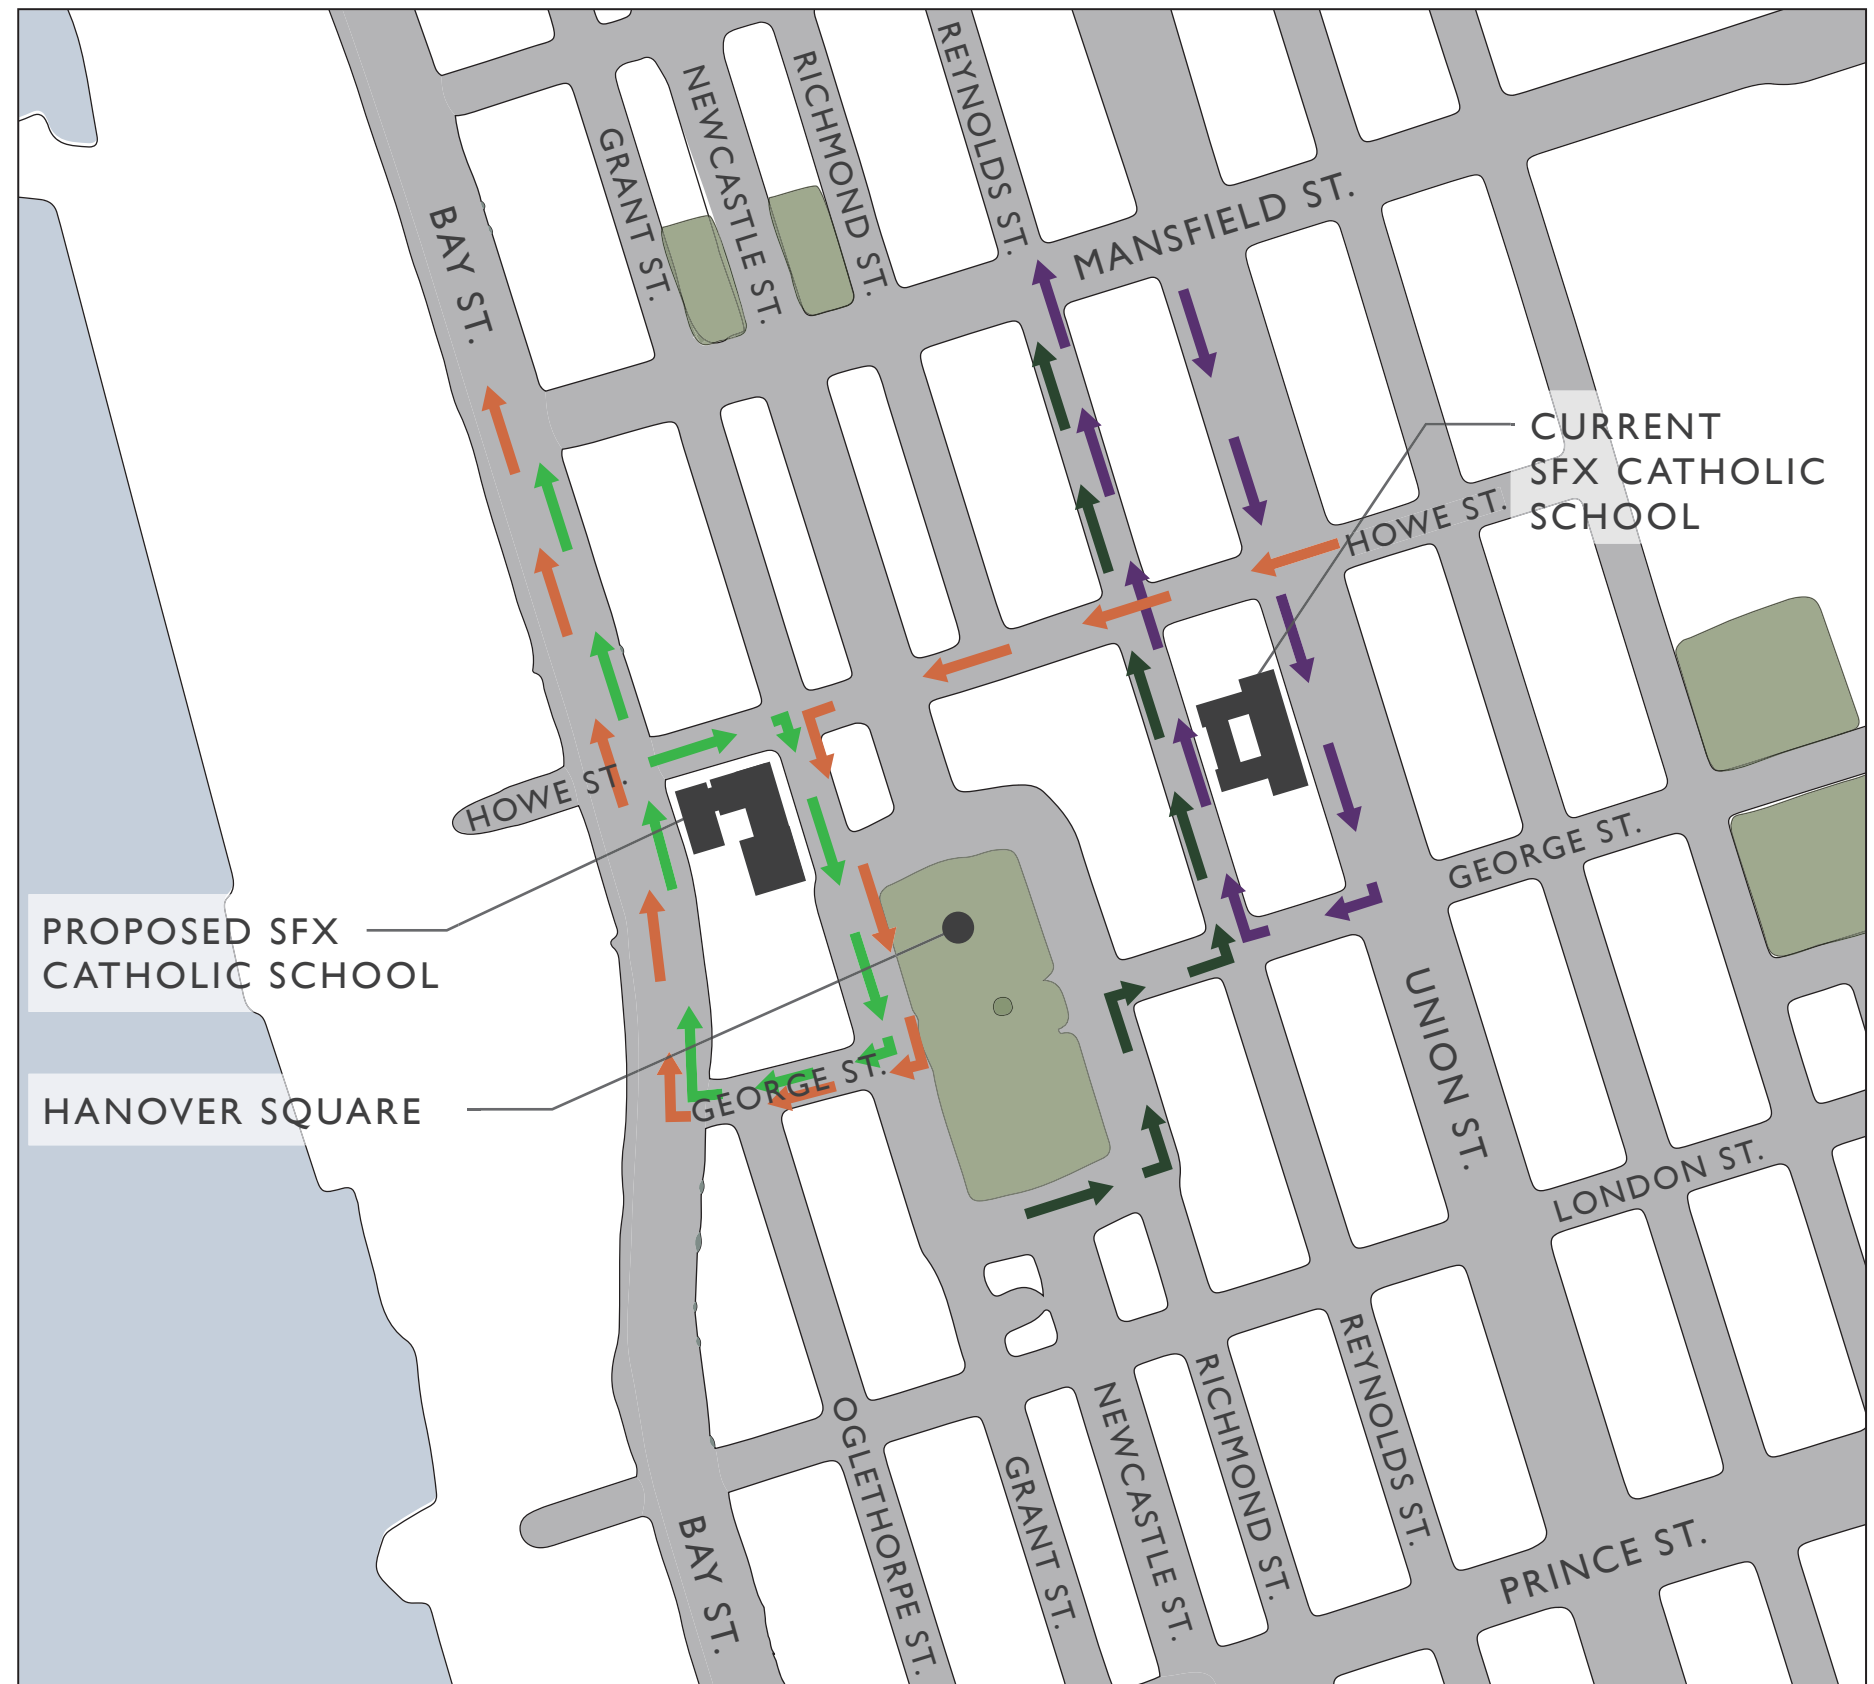 REYNOLDS ST.
RICHMOND ST.
NEWCASTLE ST.
GRANT ST.
MANSFIELD ST.
BAY ST.
CURRENT
SFX CATHOLIC
SCHOOL
HOWE ST.
HOWE ST.
GEORGE ST.
PROPOSED SFX
CATHOLIC SCHOOL
UNION ST.
GEORGE ST.
HANOVER SQUARE
LONDON ST.
REYNOLDS ST.
RICHMOND ST.
NEWCASTLE ST.
OGLETHORPE ST.
GRANT ST.
BAY ST.
PRINCE ST.